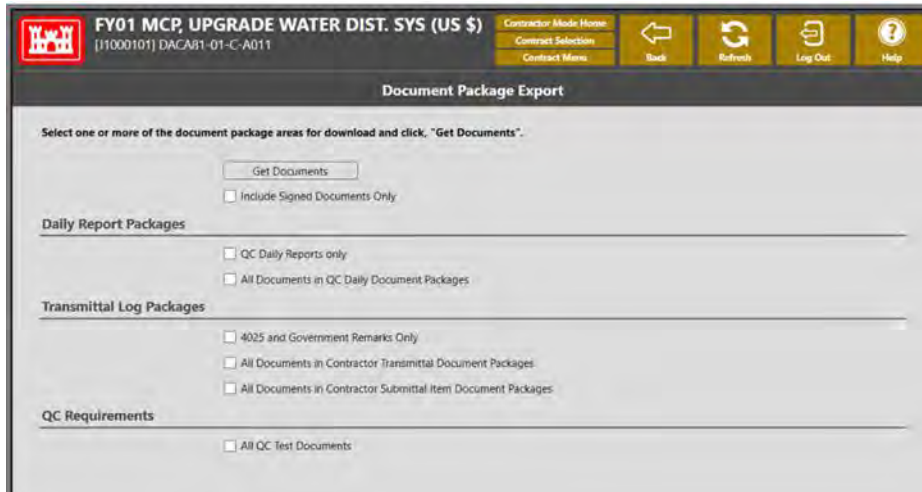 FY01 MCP, UPGRADE WATER DIST. SYS (US $)
[J1000101] DACA81-01-C-A011
Contractor Mode Home
Contract Selection
Contract Menu
Back
Refresh
Log Out
Help
Document Package Export
Select one or more of the document package areas for download and click, "Get Documents".
Get Documents
Include Signed Documents Only
Daily Report Packages
QC Daily Reports only
All Documents in QC Daily Document Packages
Transmittal Log Packages
4025 and Government Remarks Only
All Documents in Contractor Transmittal Document Packages
All Documents in Contractor Submittal Item Document Packages
QC Requirements
All QC Test Documents